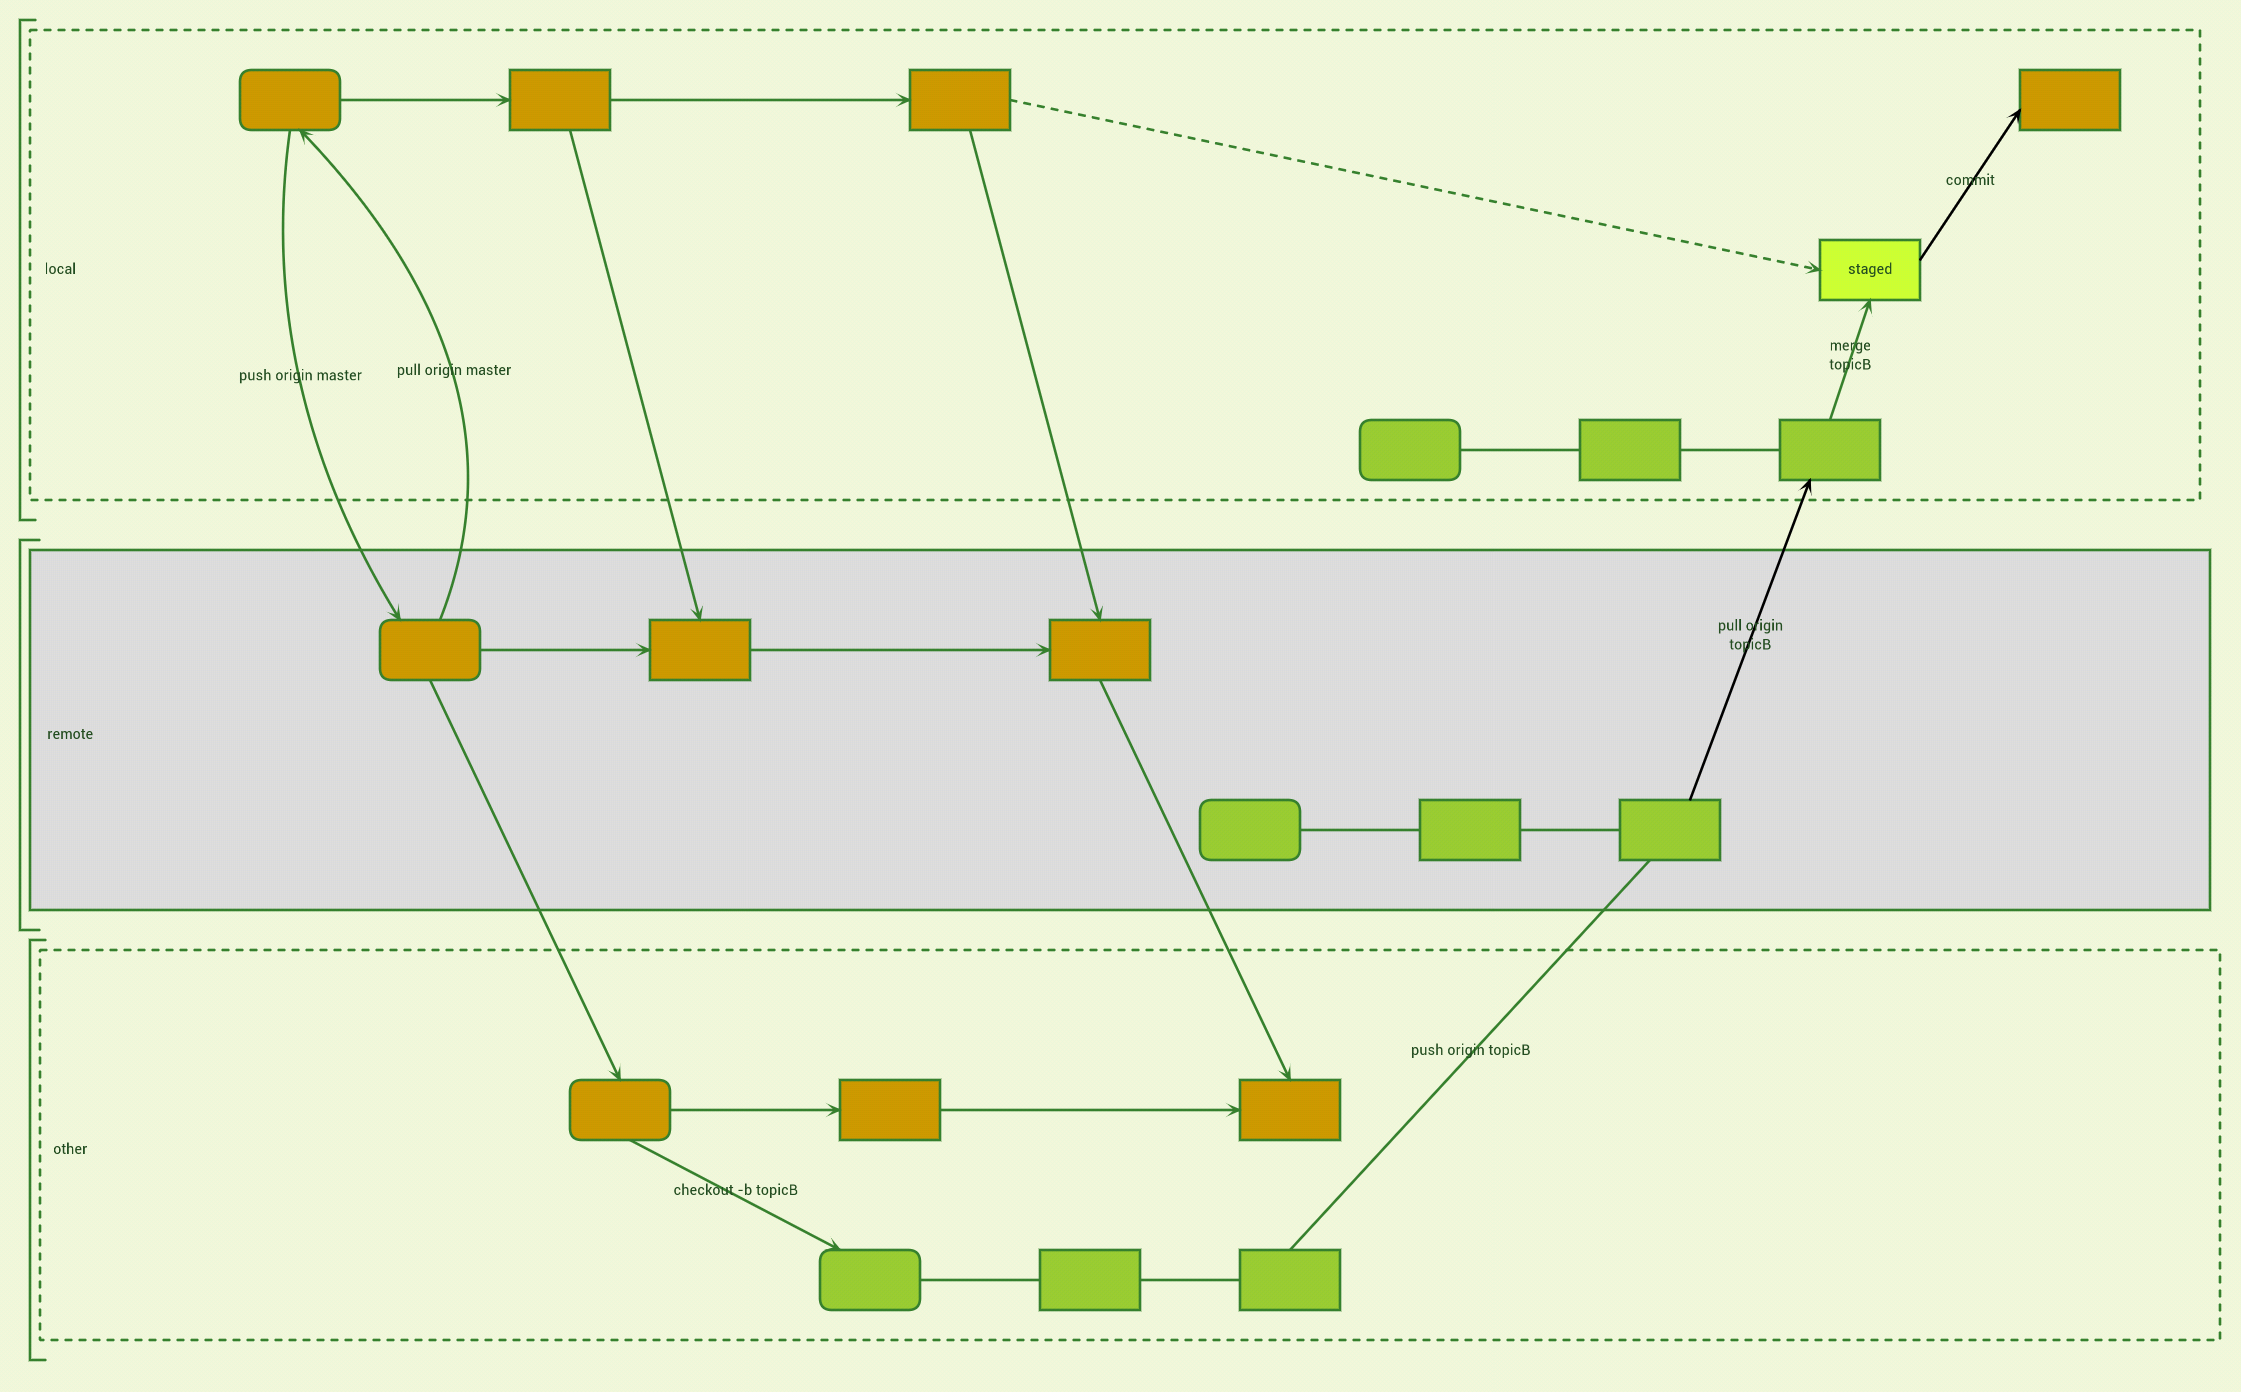 commit
local
staged
merge
topicB
push origin master
pull origin master
pull origin
topicB
remote
push origin topicB
other
checkout -b topicB